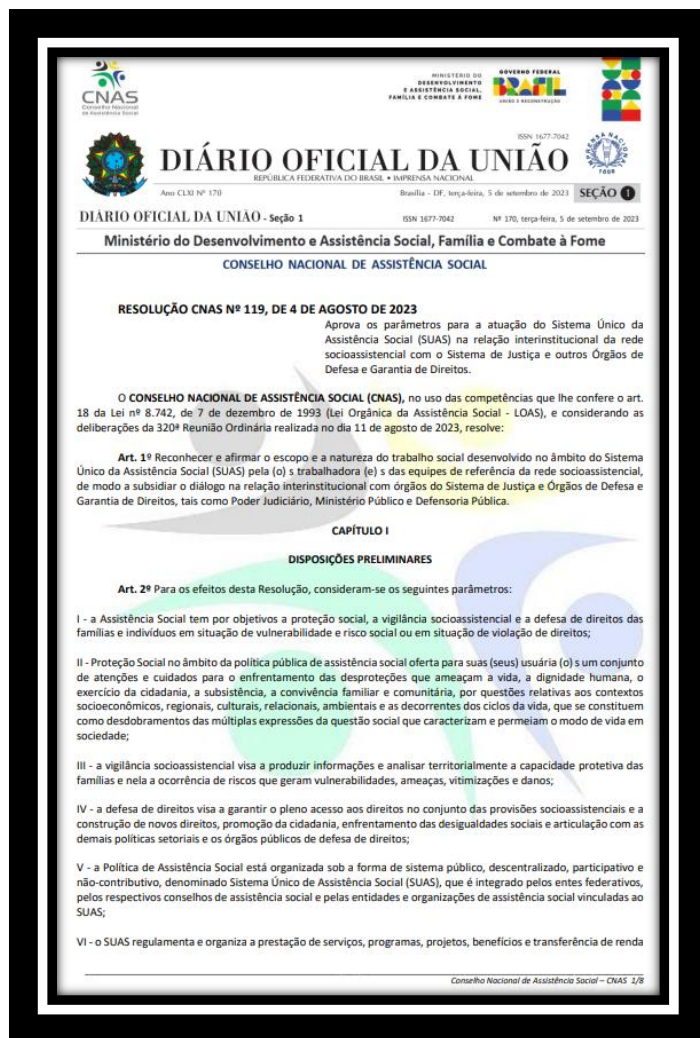 CNAS
Conselho Nacional
de Assistência Social
MINISTÉRIO DO
DESENVOLVIMENTO
E ASSISTÊNCIA SOCIAL,
FAMÍLIA E COMBATE À FOME
GOVERNO FEDERAL
BRASIL
UNIÃO E RECONSTRUÇÃO
ISSN 1677-7042
DIÁRIO OFICIAL DA UNIÃO
REPÚBLICA FEDERATIVA DO BRASIL • IMPRENSA NACIONAL
IMPRENSA NACIONAL
1808
Ano CLXI Nº 170
Brasília - DF, terça-feira, 5 de setembro de 2023
SEÇÃO 1
DIÁRIO OFICIAL DA UNIÃO - Seção 1
ISSN 1677-7042
Nº 170, terça-feira, 5 de setembro de 2023
Ministério do Desenvolvimento e Assistência Social, Família e Combate à Fome
CONSELHO NACIONAL DE ASSISTÊNCIA SOCIAL
RESOLUÇÃO CNAS Nº 119, DE 4 DE AGOSTO DE 2023
Aprova os parâmetros para a atuação do Sistema Único da
Assistência Social (SUAS) na relação interinstitucional da rede
socioassistencial com o Sistema de Justiça e outros Órgãos de
Defesa e Garantia de Direitos.
O CONSELHO NACIONAL DE ASSISTÊNCIA SOCIAL (CNAS), no uso das competências que lhe confere o art.
18 da Lei nº 8.742, de 7 de dezembro de 1993 (Lei Orgânica da Assistência Social - LOAS), e considerando as
deliberações da 320ª Reunião Ordinária realizada no dia 11 de agosto de 2023, resolve:
Art. 1º Reconhecer e afirmar o escopo e a natureza do trabalho social desenvolvido no âmbito do Sistema
Único da Assistência Social (SUAS) pela (o) s trabalhadora (e) s das equipes de referência da rede socioassistencial,
de modo a subsidiar o diálogo na relação interinstitucional com órgãos do Sistema de Justiça e Órgãos de Defesa e
Garantia de Direitos, tais como Poder Judiciário, Ministério Público e Defensoria Pública.
CAPÍTULO I
DISPOSIÇÕES PRELIMINARES
Art. 2º Para os efeitos desta Resolução, consideram-se os seguintes parâmetros:
I - a Assistência Social tem por objetivos a proteção social, a vigilância socioassistencial e a defesa de direitos das
famílias e indivíduos em situação de vulnerabilidade e risco social ou em situação de violação de direitos;
II - Proteção Social no âmbito da política pública de assistência social oferta para suas (seus) usuária (o) s um conjunto
de atenções e cuidados para o enfrentamento das desproteções que ameaçam a vida, a dignidade humana, o
exercício da cidadania, a subsistência, a convivência familiar e comunitária, por questões relativas aos contextos
socioeconômicos, regionais, culturais, relacionais, ambientais e as decorrentes dos ciclos da vida, que se constituem
como desdobramentos das múltiplas expressões da questão social que caracterizam e permeiam o modo de vida em
sociedade;
III - a vigilância socioassistencial visa a produzir informações e analisar territorialmente a capacidade protetiva das
famílias e nela a ocorrência de riscos que geram vulnerabilidades, ameaças, vitimizações e danos;
IV - a defesa de direitos visa a garantir o pleno acesso aos direitos no conjunto das provisões socioassistenciais e a
construção de novos direitos, promoção da cidadania, enfrentamento das desigualdades sociais e articulação com as
demais políticas setoriais e os órgãos públicos de defesa de direitos;
V - a Política de Assistência Social está organizada sob a forma de sistema público, descentralizado, participativo e
não-contributivo, denominado Sistema Único de Assistência Social (SUAS), que é integrado pelos entes federativos,
pelos respectivos conselhos de assistência social e pelas entidades e organizações de assistência social vinculadas ao
SUAS;
VI - o SUAS regulamenta e organiza a prestação de serviços, programas, projetos, benefícios e transferência de renda
Conselho Nacional de Assistência Social – CNAS 1/8